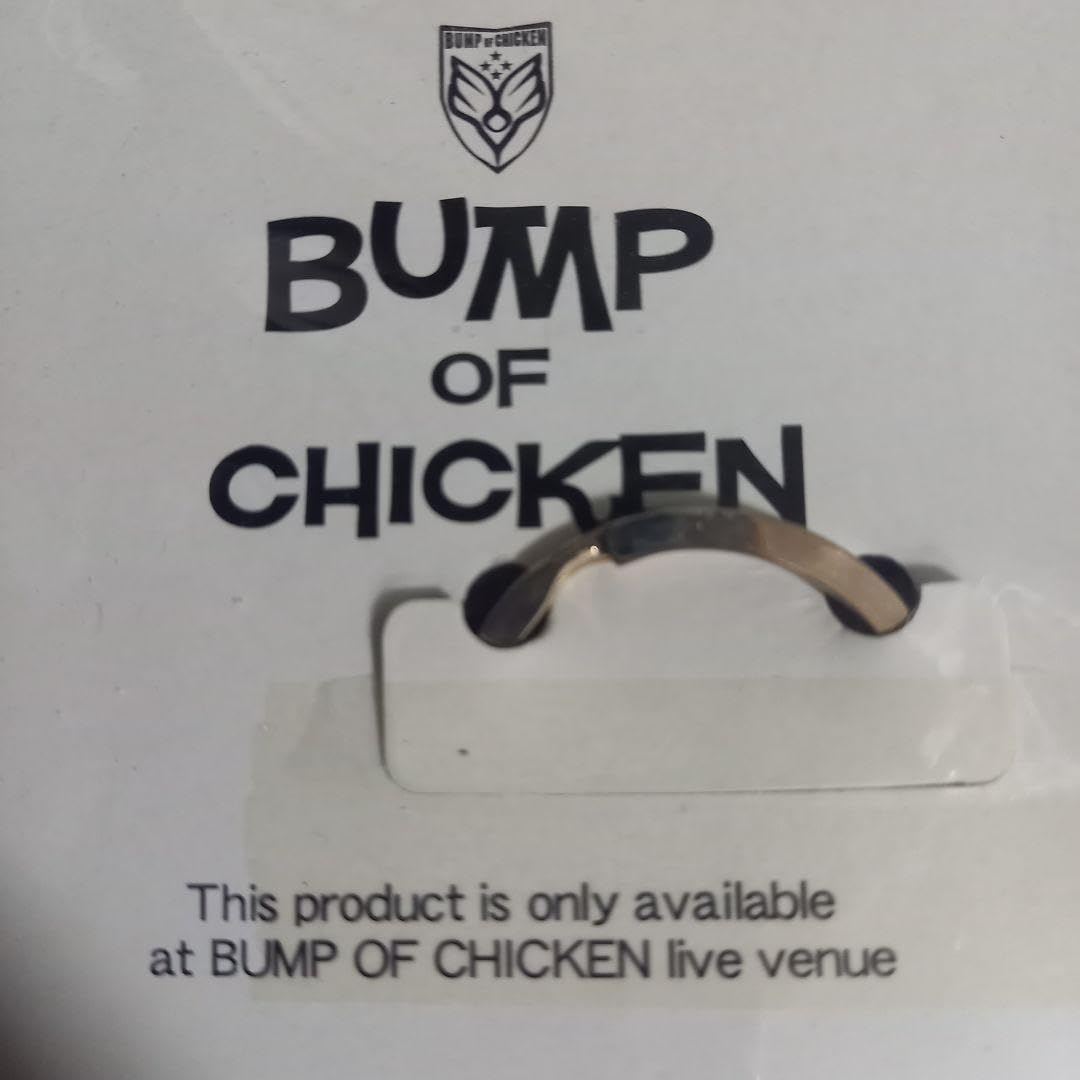 BUMP OF CHICKEN
BUMP
OF
CHICKEN
This product is only available
at BUMP OF CHICKEN live venue